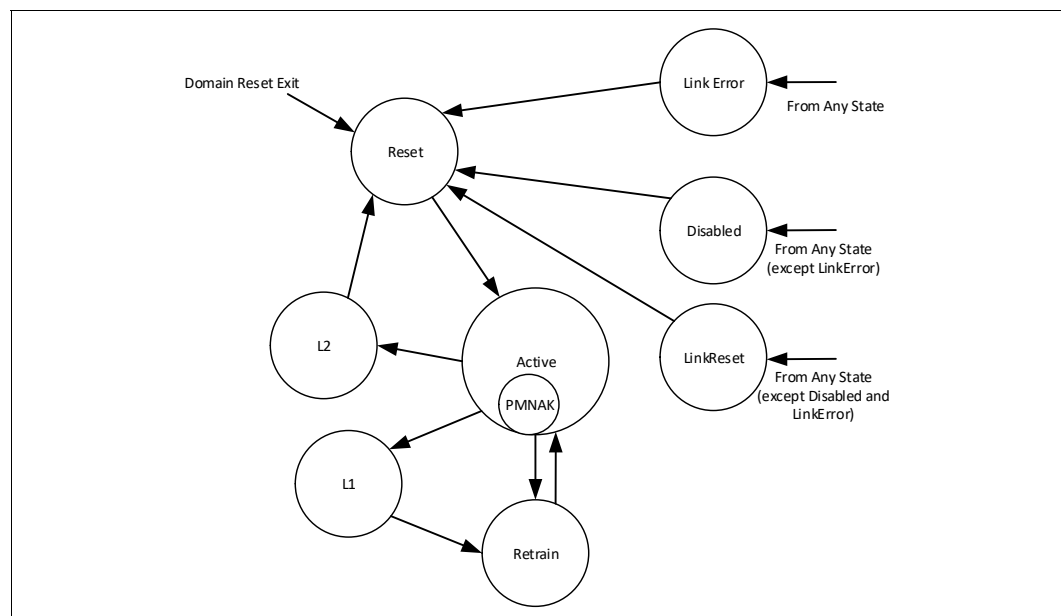 Domain Reset Exit
Link Error
From Any State
Reset
Disabled
From Any State
(except LinkError)
L2
Active
LinkReset
From Any State
(except Disabled and
LinkError)
PMNAK
L1
Retrain